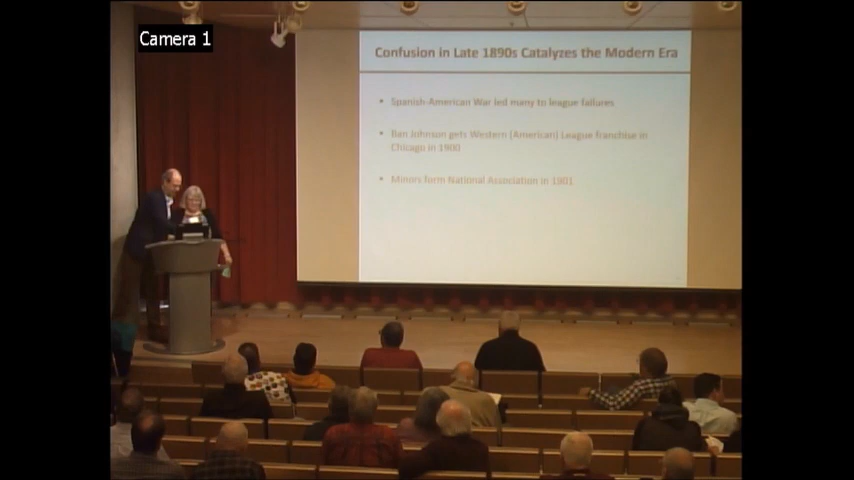 Camera 1
Confusion in Late 1890s Catalyzes the Modern Era
• Spanish-American War led many to league failures
• Ban Johnson gets Western (American) League franchise in
Chicago in 1900
• Minors form National Association in 1901